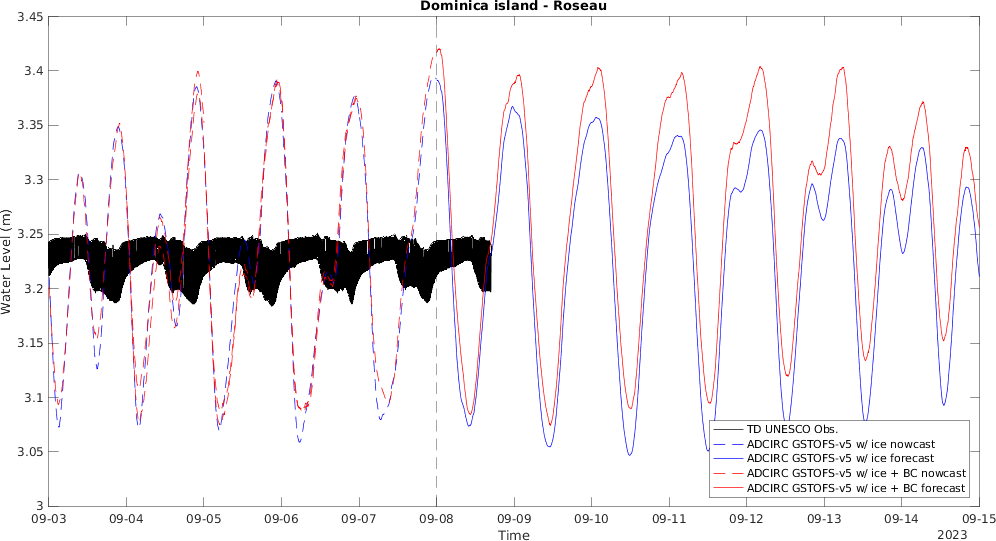 Dominica island - Roseau
Water Level (m)
3.45
3.4
3.35
3.3
3.25
3.2
3.15
3.1
3.05
3
TD UNESCO Obs.
ADCIRC GSTOFS-v5 w/ ice nowcast
ADCIRC GSTOFS-v5 w/ ice forecast
ADCIRC GSTOFS-v5 w/ ice + BC nowcast
ADCIRC GSTOFS-v5 w/ ice + BC forecast
09-03 09-04 09-05 09-06 09-07 09-08 09-09 09-10 09-11 09-12 09-13 09-14 09-15
Time
2023